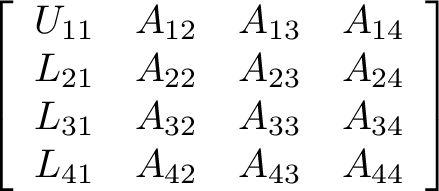 U₁₁ A₁₂ A₁₃ A₁₄
L₂₁ A₂₂ A₂₃ A₂₄
L₃₁ A₃₂ A₃₃ A₃₄
L₄₁ A₄₂ A₄₃ A₄₄